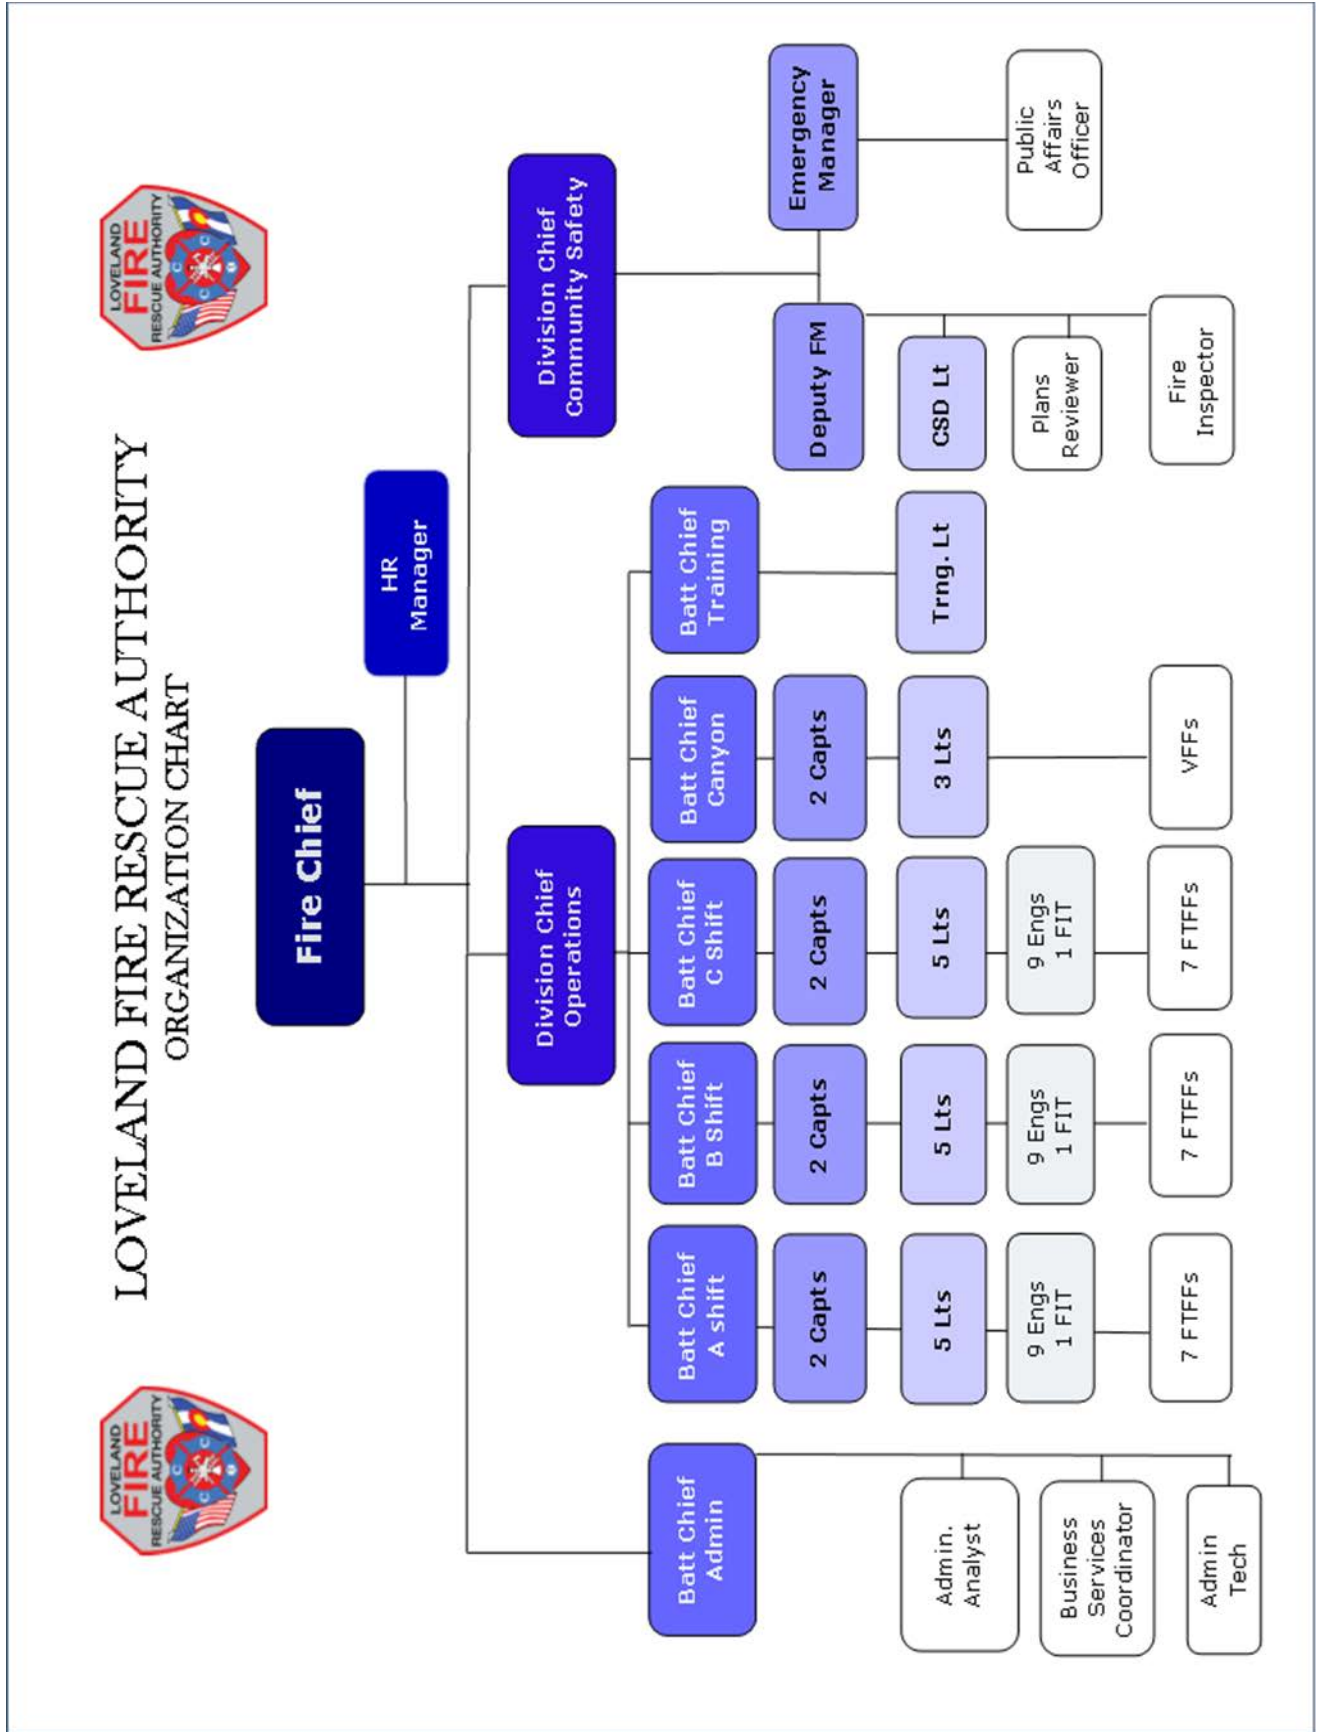 LOVELAND
FIRE
RESCUE AUTHORITY
LOVELAND FIRE RESCUE AUTHORITY
ORGANIZATION CHART
LOVELAND
FIRE
RESCUE AUTHORITY
Fire Chief
HR
Manager
Division Chief
Operations
Division Chief
Community Safety
Batt Chief
Admin
Batt Chief
A shift
Batt Chief
B Shift
Batt Chief
C Shift
Batt Chief
Canyon
Batt Chief
Training
2 Capts
2 Capts
2 Capts
2 Capts
Deputy FM
Emergency
Manager
Admin.
Analyst
5 Lts
5 Lts
5 Lts
3 Lts
Trng. Lt
CSD Lt
Business
Services
Coordinator
9 Engs
1 FIT
9 Engs
1 FIT
9 Engs
1 FIT
Plans
Reviewer
Public
Affairs
Officer
Admin
Tech
7 FTFFs
7 FTFFs
7 FTFFs
VFFs
Fire
Inspector